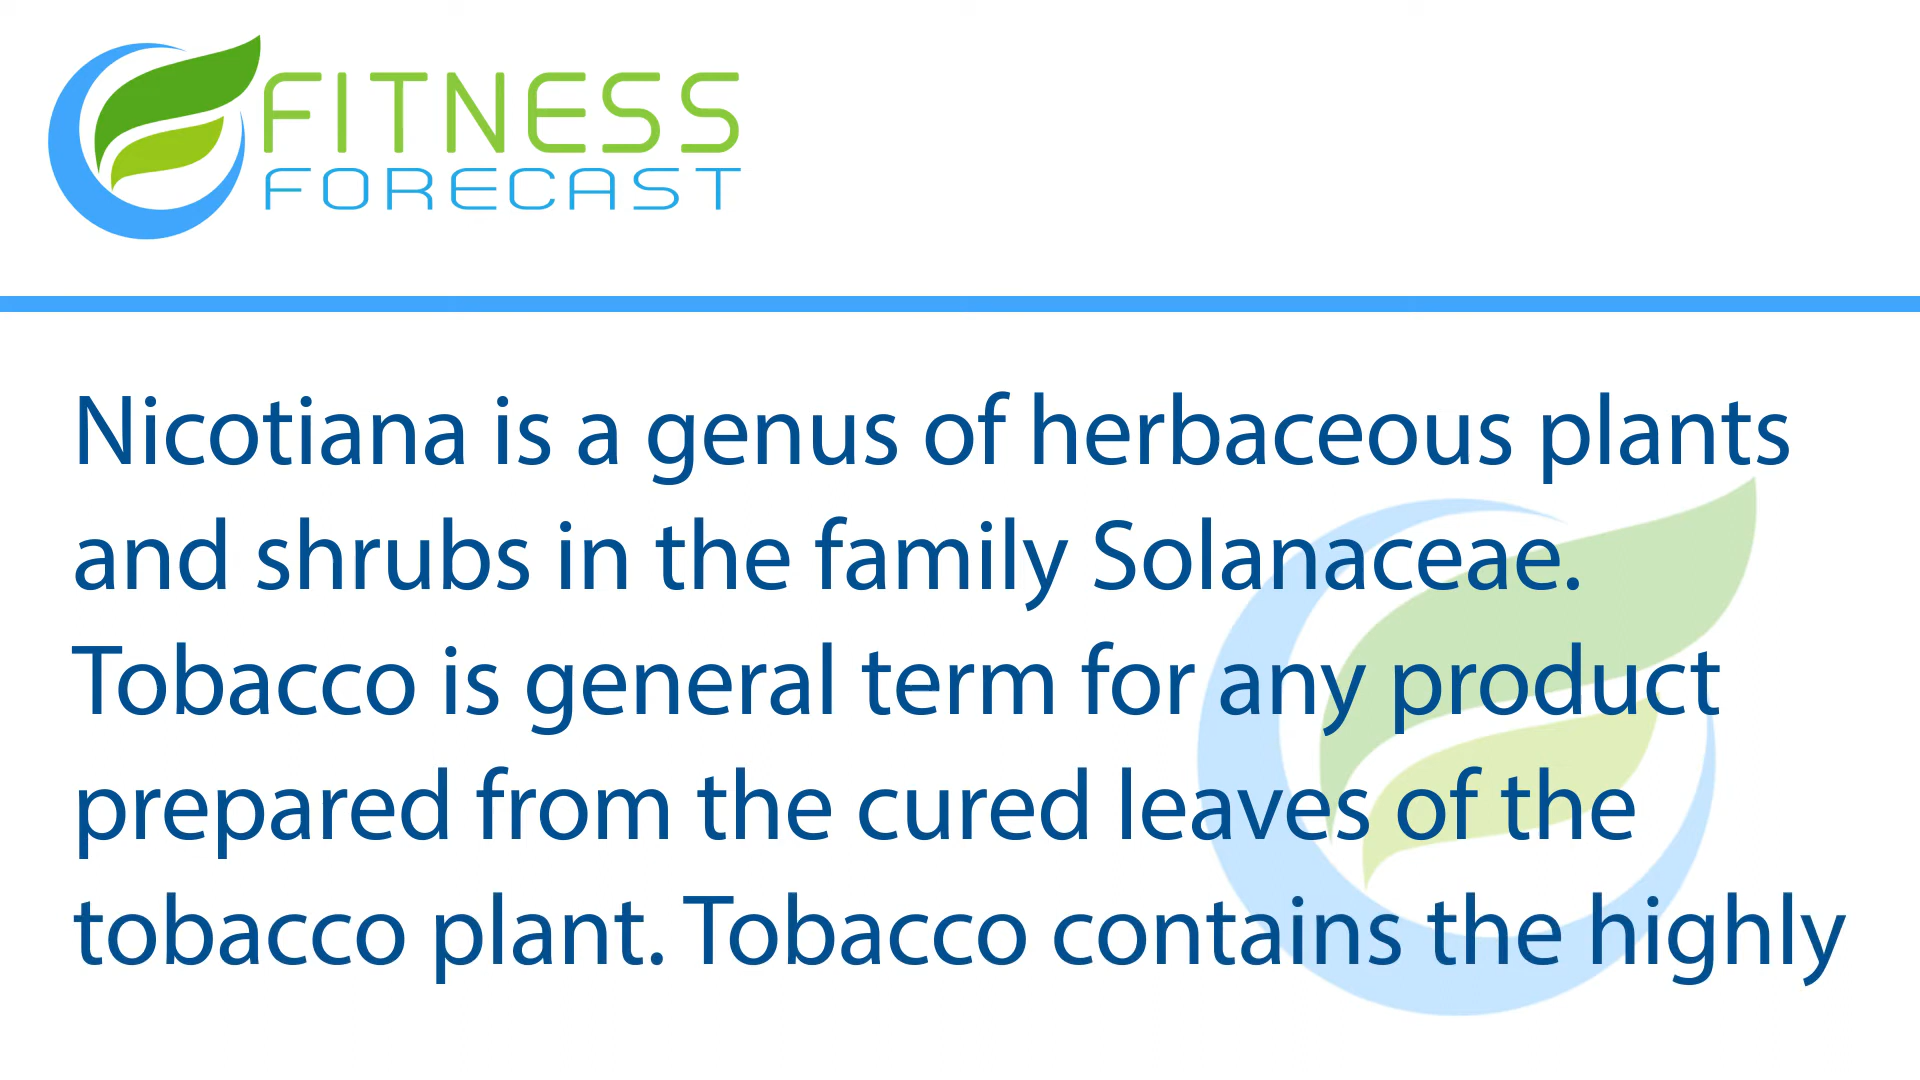 FITNESS
FORECAST
Nicotiana is a genus of herbaceous plants
and shrubs in the family Solanaceae.
Tobacco is general term for any product
prepared from the cured leaves of the
tobacco plant. Tobacco contains the highly